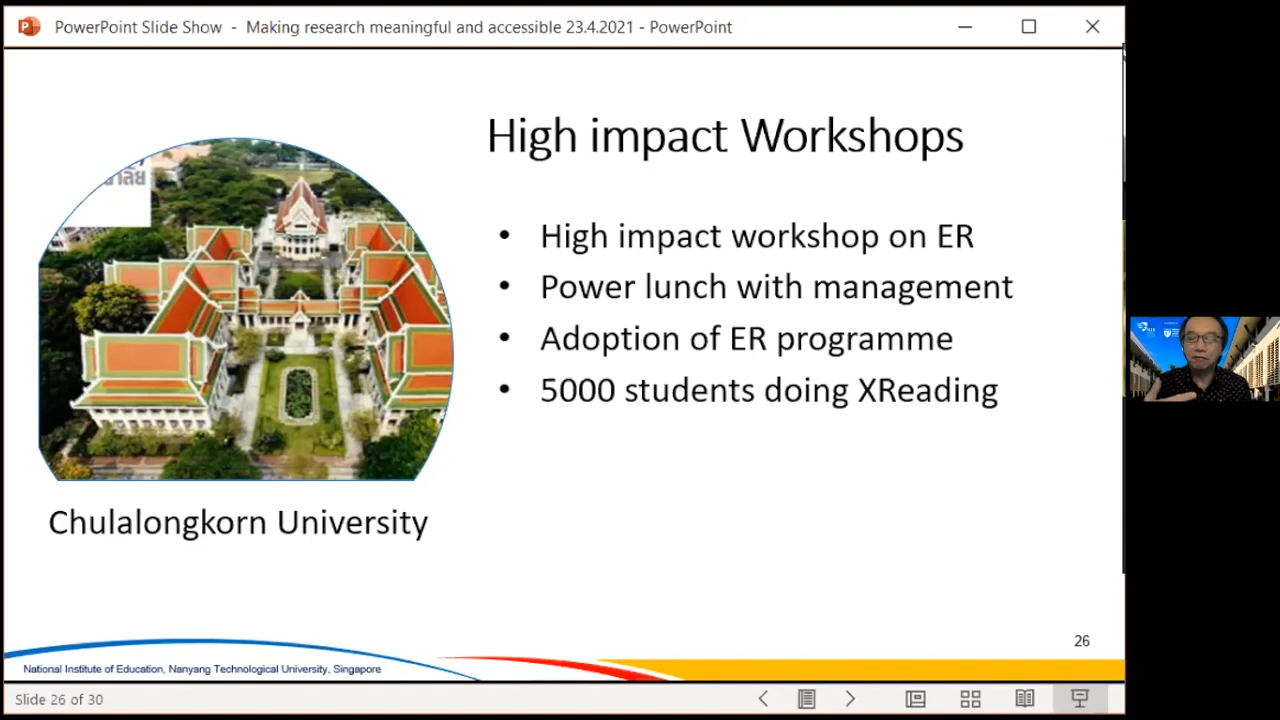 PowerPoint Slide Show - Making research meaningful and accessible 23.4.2021 - PowerPoint
High impact Workshops
• High impact workshop on ER
• Power lunch with management
• Adoption of ER programme
• 5000 students doing XReading
Chulalongkorn University
26
National Institute of Education, Nanyang Technological University, Singapore
Slide 26 of 30